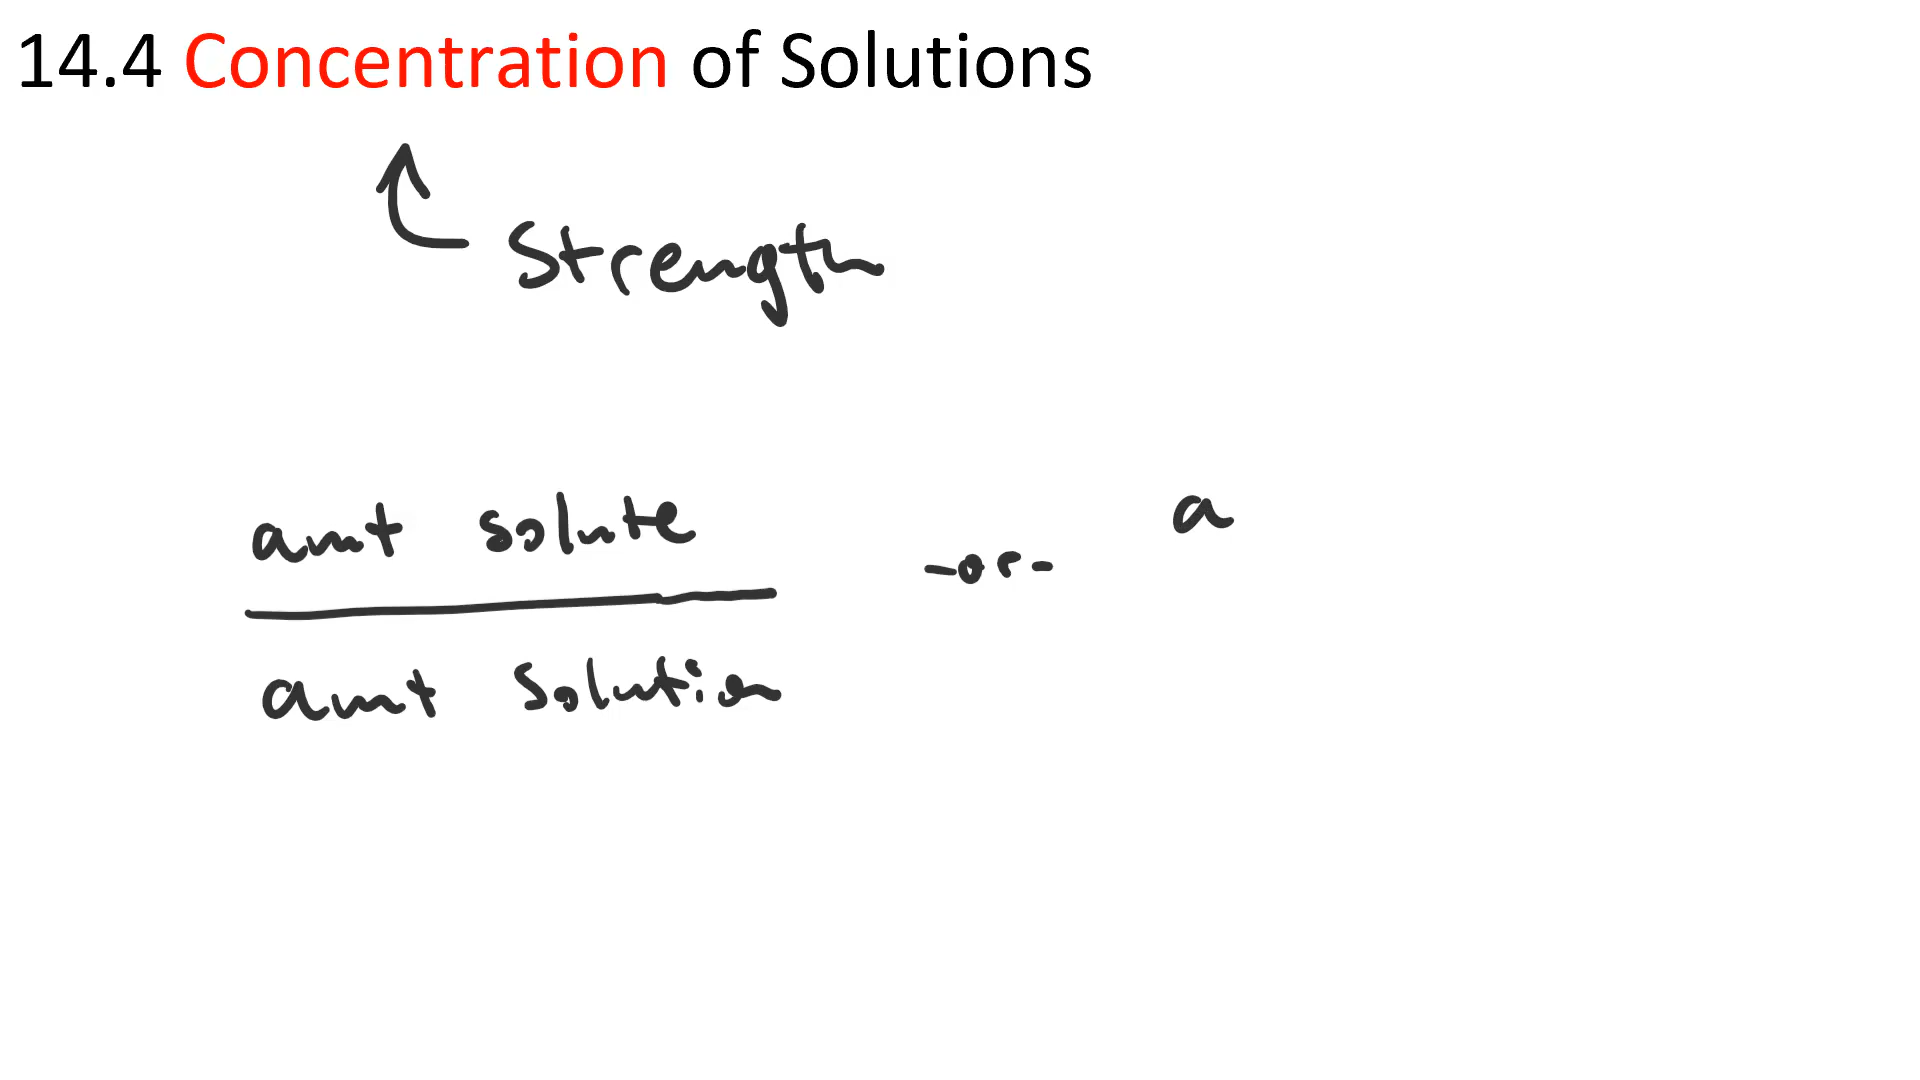 14.4 Concentration of Solutions
Strength
amt solute
-or-
a
amt solution